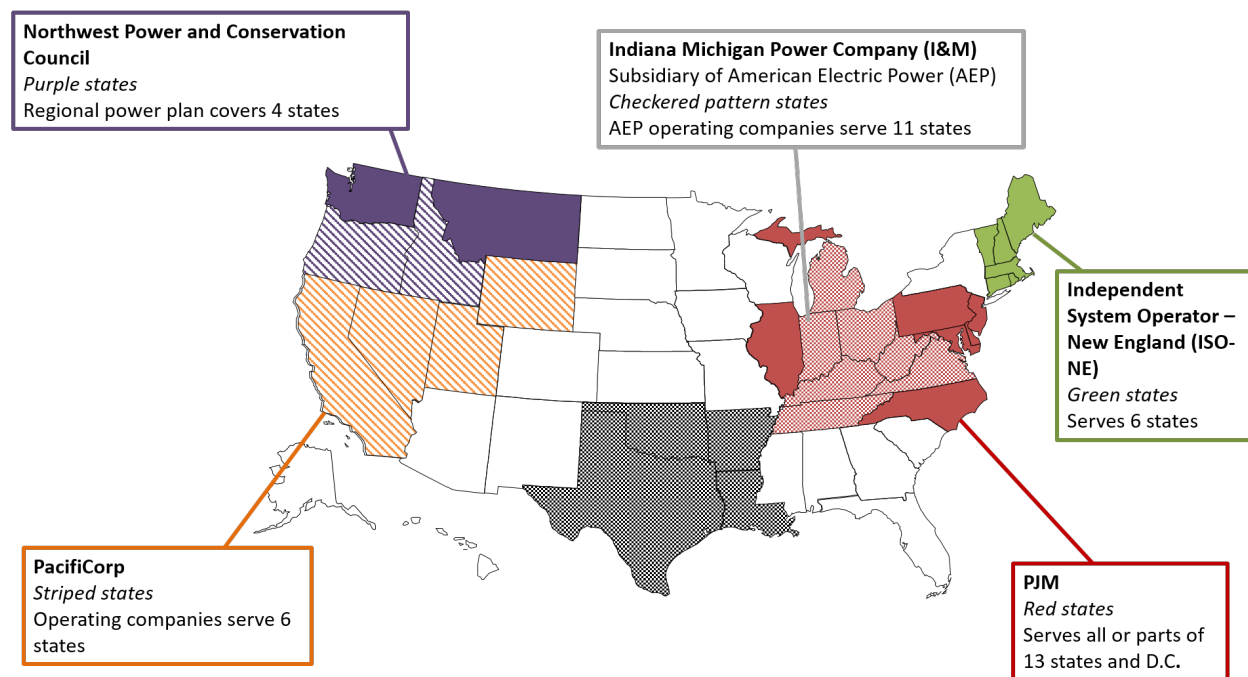 Northwest Power and Conservation
Council
Purple states
Regional power plan covers 4 states
Indiana Michigan Power Company (I&M)
Subsidiary of American Electric Power (AEP)
Checkered pattern states
AEP operating companies serve 11 states
Independent
System Operator –
New England (ISO-
NE)
Green states
Serves 6 states
PacifiCorp
Striped states
Operating companies serve 6
states
PJM
Red states
Serves all or parts of
13 states and D.C.